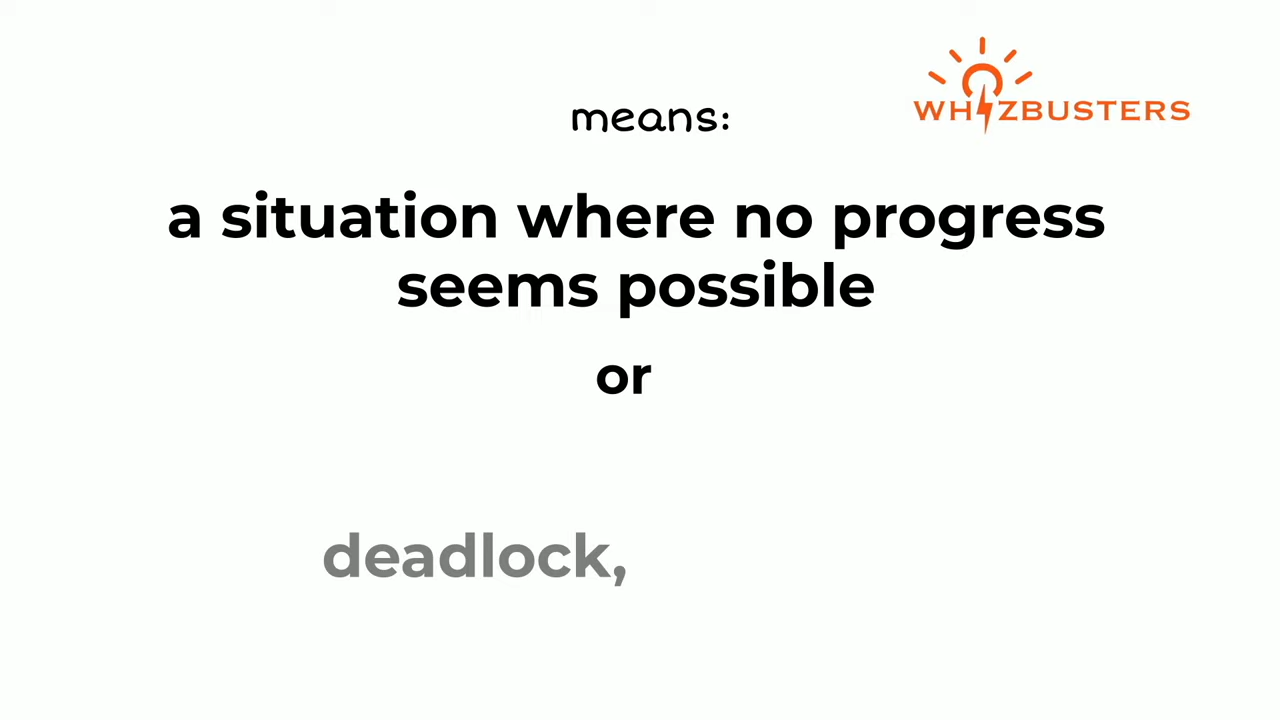 WHIZBUSTERS
means:
a situation where no progress
seems possible
or
deadlock,